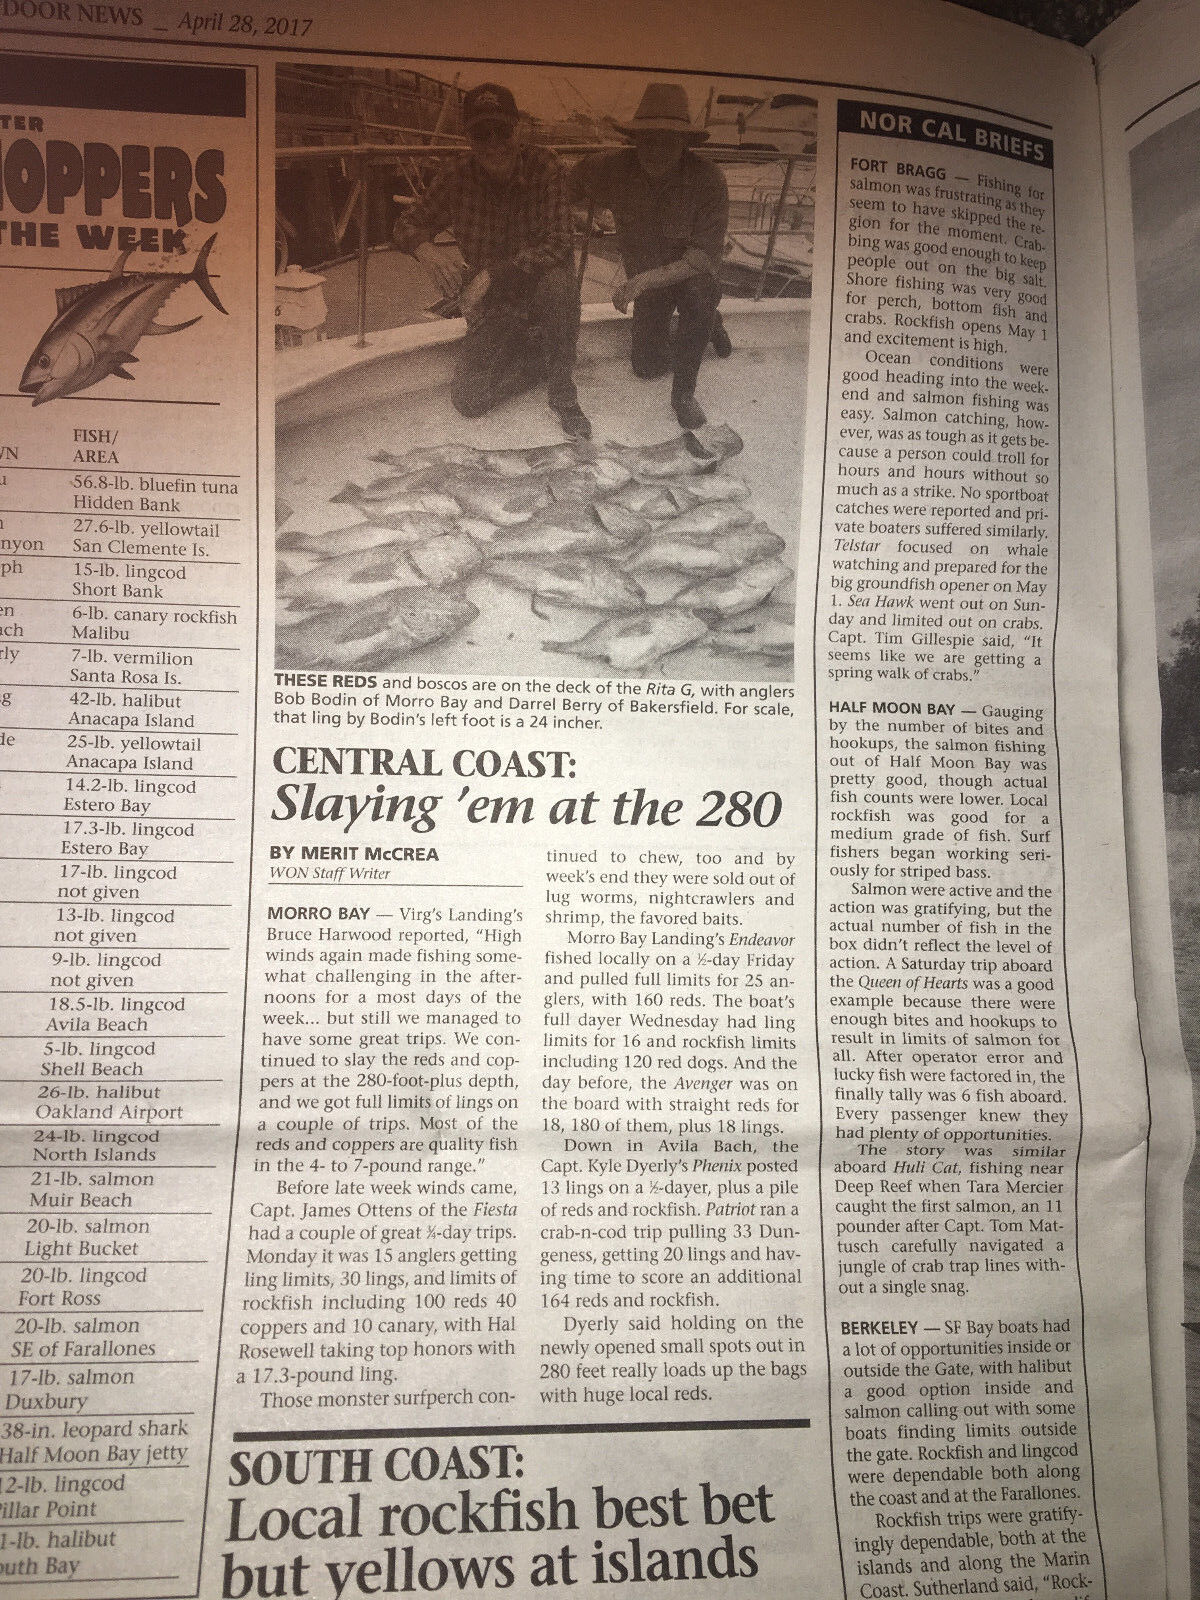 DOOR NEWS _ April 28, 2017
TER
OPPERS
THE WEEK
WN
FISH/
AREA
56.8-lb. bluefin tuna
Hidden Bank
27.6-lb. yellowtail
nyon San Clemente Is.
ph 15-lb. lingcod
Short Bank
en 6-lb. canary rockfish
ach Malibu
rly 7-lb. vermilion
Santa Rosa Is.
g 42-lb. halibut
Anacapa Island
de 25-lb. yellowtail
Anacapa Island
14.2-lb. lingcod
Estero Bay
17.3-lb. lingcod
Estero Bay
17-lb. lingcod
not given
13-lb. lingcod
not given
9-lb. lingcod
not given
18.5-lb. lingcod
Avila Beach
5-lb. lingcod
Shell Beach
26-lb. halibut
Oakland Airport
24-lb. lingcod
North Islands
21-lb. salmon
Muir Beach
20-lb. salmon
Light Bucket
20-lb. lingcod
Fort Ross
20-lb. salmon
SE of Farallones
17-lb. salmon
Duxbury
38-in. leopard shark
Half Moon Bay jetty
12-lb. lingcod
Pillar Point
1-lb. halibut
outh Bay
THESE REDS and boscos are on the deck of the Rita G, with anglers
Bob Bodin of Morro Bay and Darrel Berry of Bakersfield. For scale,
that ling by Bodin's left foot is a 24 incher.
CENTRAL COAST:
Slaying 'em at the 280
BY MERIT McCREA
WON Staff Writer
MORRO BAY — Virg's Landing's
Bruce Harwood reported, "High
winds again made fishing some-
what challenging in the after-
noons for a most days of the
week... but still we managed to
have some great trips. We con-
tinued to slay the reds and cop-
pers at the 280-foot-plus depth,
and we got full limits of lings on
a couple of trips. Most of the
reds and coppers are quality fish
in the 4- to 7-pound range."
Before late week winds came,
Capt. James Ottens of the Fiesta
had a couple of great ¾-day trips.
Monday it was 15 anglers getting
ling limits, 30 lings, and limits of
rockfish including 100 reds 40
coppers and 10 canary, with Hal
Rosewell taking top honors with
a 17.3-pound ling.
Those monster surfperch con-
tinued to chew, too and by
week's end they were sold out of
lug worms, nightcrawlers and
shrimp, the favored baits.
Morro Bay Landing's Endeavor
fished locally on a ½-day Friday
and pulled full limits for 25 an-
glers, with 160 reds. The boat's
full dayer Wednesday had ling
limits for 16 and rockfish limits
including 120 red dogs. And the
day before, the Avenger was on
the board with straight reds for
18, 180 of them, plus 18 lings.
Down in Avila Bach, the
Capt. Kyle Dyerly's Phenix posted
13 lings on a ½-dayer, plus a pile
of reds and rockfish. Patriot ran a
crab-n-cod trip pulling 33 Dun-
geness, getting 20 lings and hav-
ing time to score an additional
164 reds and rockfish.
Dyerly said holding on the
newly opened small spots out in
280 feet really loads up the bags
with huge local reds.
SOUTH COAST:
Local rockfish best bet
but yellows at islands
NOR CAL BRIEFS
FORT BRAGG — Fishing for
salmon was frustrating as they
seem to have skipped the re-
gion for the moment. Crab-
bing was good enough to keep
people out on the big salt.
Shore fishing was very good
for perch, bottom fish and
crabs. Rockfish opens May 1
and excitement is high.
Ocean conditions were
good heading into the week-
end and salmon fishing was
easy. Salmon catching, how-
ever, was as tough as it gets be-
cause a person could troll for
hours and hours without so
much as a strike. No sportboat
catches were reported and pri-
vate boaters suffered similarly.
Telstar focused on whale
watching and prepared for the
big groundfish opener on May
1. Sea Hawk went out on Sun-
day and limited out on crabs.
Capt. Tim Gillespie said, "It
seems like we are getting a
spring walk of crabs."
HALF MOON BAY — Gauging
by the number of bites and
hookups, the salmon fishing
out of Half Moon Bay was
pretty good, though actual
fish counts were lower. Local
rockfish was good for a
medium grade of fish. Surf
fishers began working seri-
ously for striped bass.
Salmon were active and the
action was gratifying, but the
actual number of fish in the
box didn't reflect the level of
action. A Saturday trip aboard
the Queen of Hearts was a good
example because there were
enough bites and hookups to
result in limits of salmon for
all. After operator error and
lucky fish were factored in, the
finally tally was 6 fish aboard.
Every passenger knew they
had plenty of opportunities.
The story was similar
aboard Huli Cat, fishing near
Deep Reef when Tara Mercier
caught the first salmon, an 11
pounder after Capt. Tom Mat-
tusch carefully navigated a
jungle of crab trap lines with-
out a single snag.
BERKELEY — SF Bay boats had
a lot of opportunities inside or
outside the Gate, with halibut
a good option inside and
salmon calling out with some
boats finding limits outside
the gate. Rockfish and lingcod
were dependable both along
the coast and at the Farallones.
Rockfish trips were gratify-
ingly dependable, both at the
islands and along the Marin
Coast. Sutherland said, "Rock-